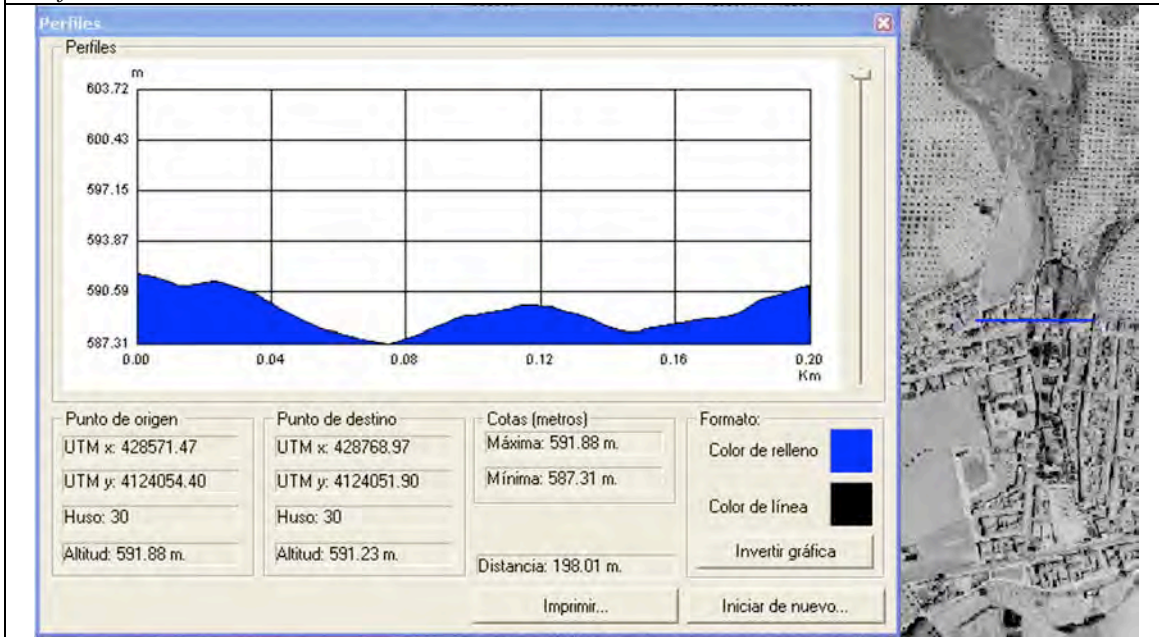 Perfiles
Perfiles
m
603.72
600.43
597.15
593.87
590.59
587.31
0.00 0.04 0.08 0.12 0.16 0.20
Km
Punto de origen
UTM x: 428571.47
UTM y: 4124054.40
Huso: 30
Altitud: 591.88 m.
Punto de destino
UTM x: 428768.97
UTM y: 4124051.90
Huso: 30
Altitud: 591.23 m.
Cotas (metros)
Máxima: 591.88 m.
Mínima: 587.31 m.
Distancia: 198.01 m.
Formato:
Color de relleno
Color de línea
Invertir gráfica
Imprimir...
Iniciar de nuevo...